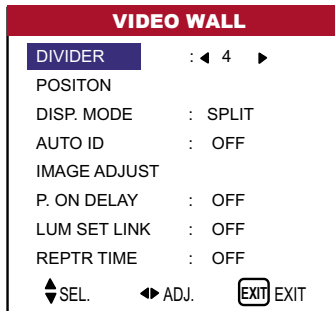 VIDEO WALL
DIVIDER : 4
POSITON
DISP. MODE : SPLIT
AUTO ID : OFF
IMAGE ADJUST
P. ON DELAY : OFF
LUM SET LINK : OFF
REPTR TIME : OFF
SEL. ADJ. EXIT EXIT